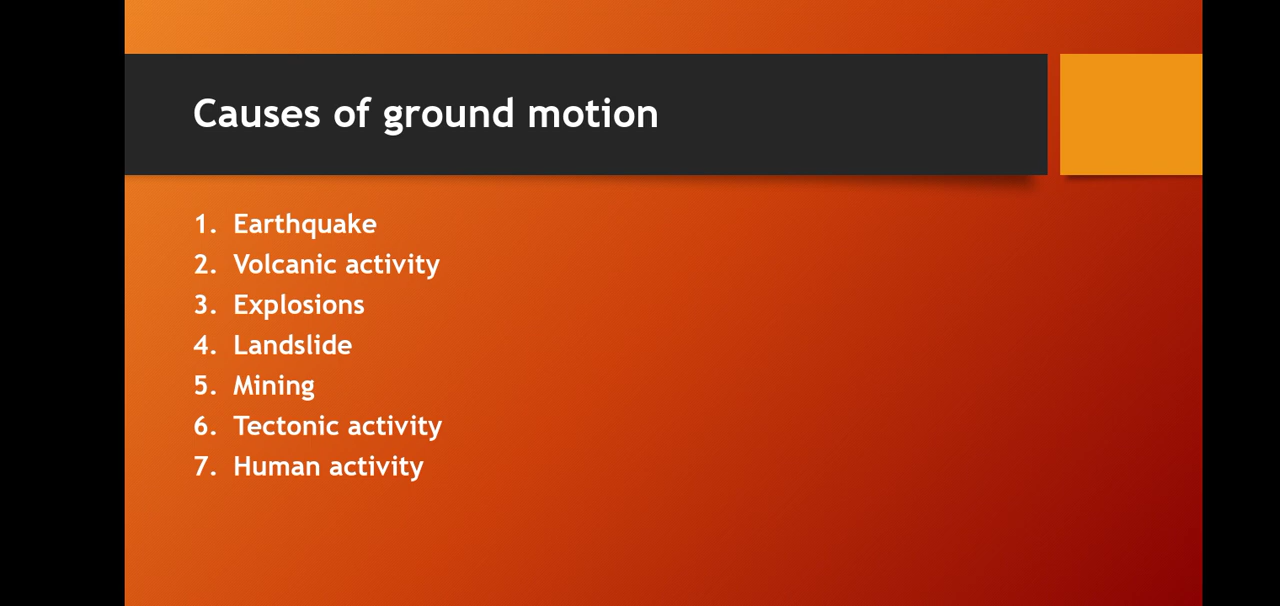 Causes of ground motion
1. Earthquake
2. Volcanic activity
3. Explosions
4. Landslide
5. Mining
6. Tectonic activity
7. Human activity